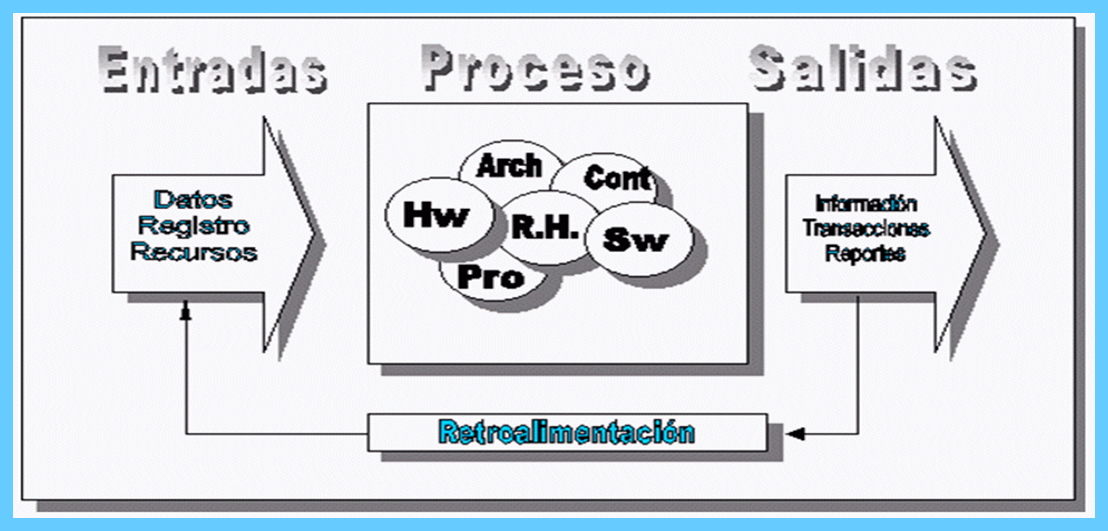 Entradas
Proceso
Salidas
Datos
Registro
Recursos
Arch
Cont
Hw
R.H.
Sw
Pro
Información
Transacciones
Reportes
Retroalimentación